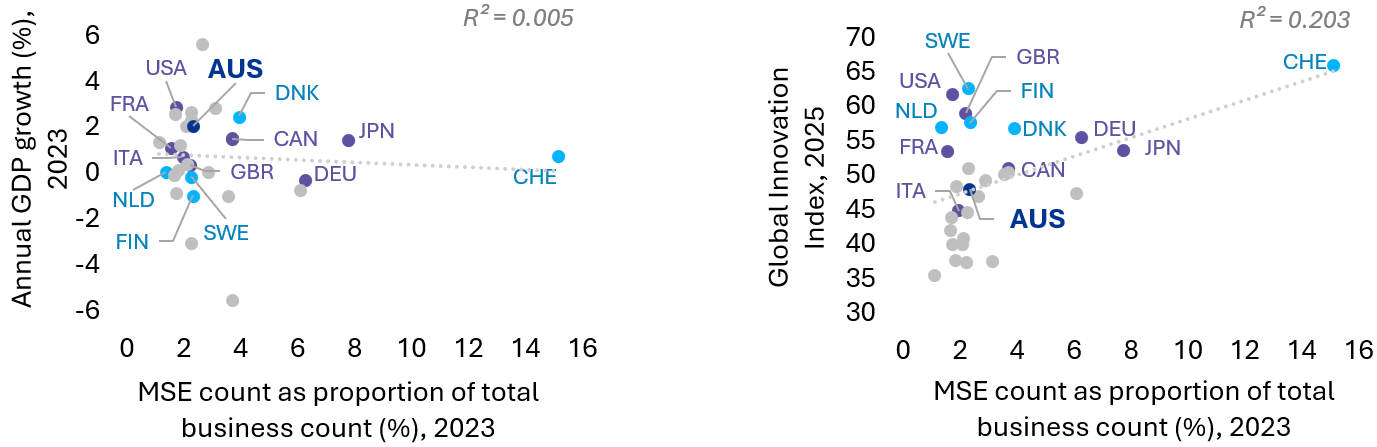 R² = 0.005
Annual GDP growth (%),
2023
6
4
2
0
-2
-4
-6
USA
AUS
FRA
DNK
CAN
JPN
ITA
GBR
DEU
CHE
NLD
SWE
FIN
0 2 4 6 8 10 12 14 16
MSE count as proportion of total
business count (%), 2023
R² = 0.203
Global Innovation
Index, 2025
70
65
60
55
50
45
40
35
30
SWE
GBR
CHE
USA
FIN
NLD
DNK
DEU
FRA
JPN
CAN
ITA
AUS
0 2 4 6 8 10 12 14 16
MSE count as proportion of total
business count (%), 2023